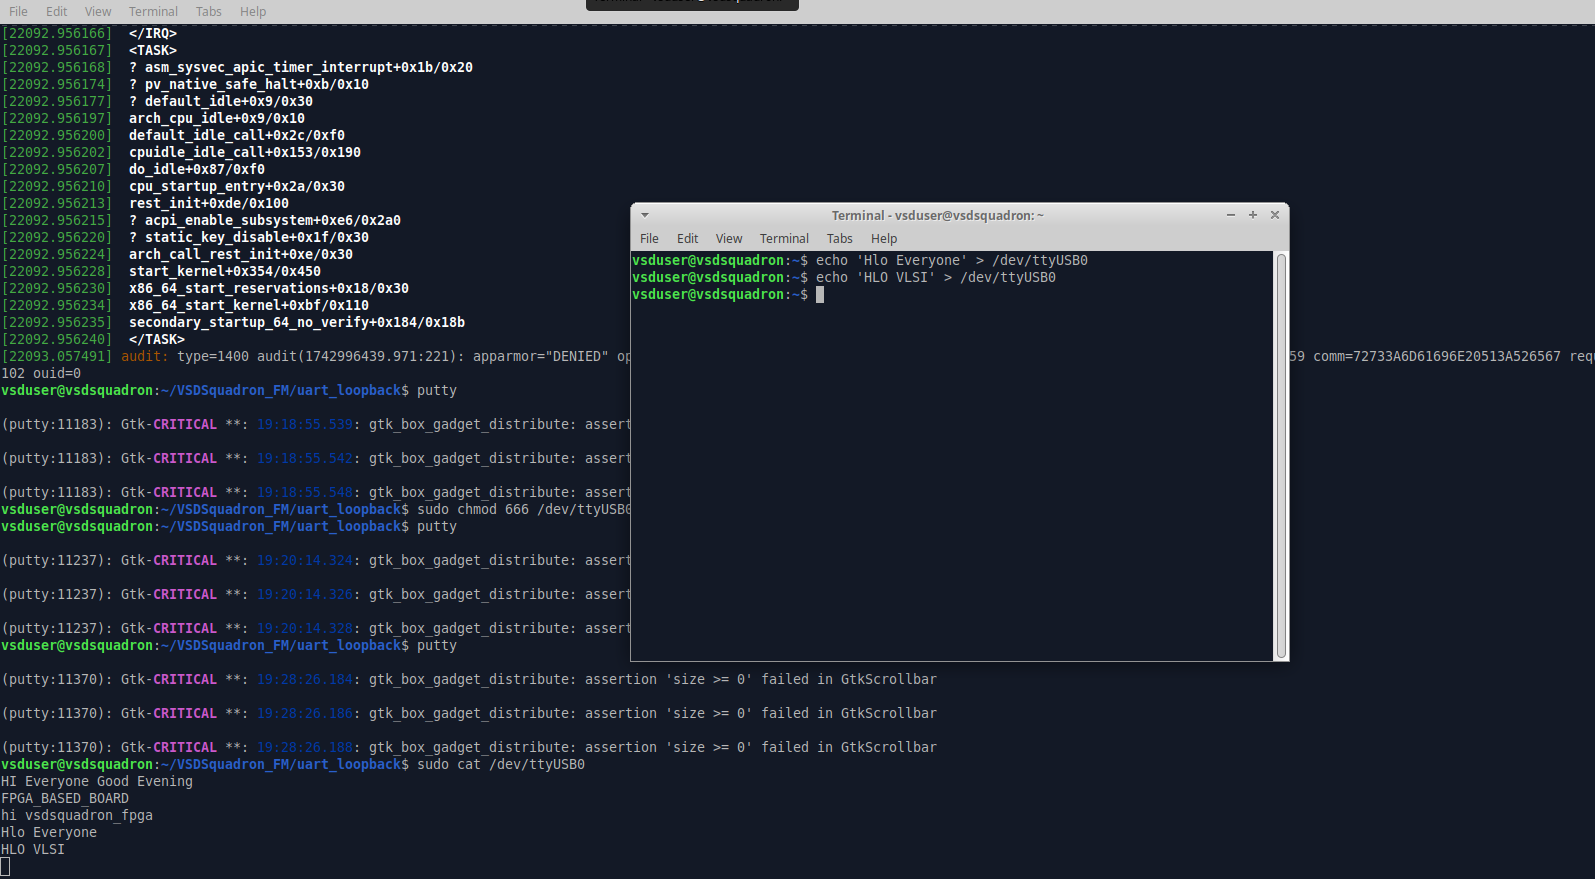 File Edit View Terminal Tabs Help
[22092.956166] </IRQ>
[22092.956167] <TASK>
[22092.956168] ? asm_sysvec_apic_timer_interrupt+0x1b/0x20
[22092.956174] ? pv_native_safe_halt+0xb/0x10
[22092.956177] ? default_idle+0x9/0x30
[22092.956197] arch_cpu_idle+0x9/0x10
[22092.956200] default_idle_call+0x2c/0xf0
[22092.956202] cpuidle_idle_call+0x153/0x190
[22092.956207] do_idle+0x87/0xf0
[22092.956210] cpu_startup_entry+0x2a/0x30
[22092.956213] rest_init+0xde/0x100
[22092.956215] ? acpi_enable_subsystem+0xe6/0x2a0
[22092.956220] ? static_key_disable+0x1f/0x30
[22092.956224] arch_call_rest_init+0xe/0x30
[22092.956228] start_kernel+0x354/0x450
[22092.956230] x86_64_start_reservations+0x18/0x30
[22092.956234] x86_64_start_kernel+0xbf/0x110
[22092.956235] secondary_startup_64_no_verify+0x184/0x18b
[22092.956240] </TASK>
[22093.057491] audit: type=1400 audit(1742996439.971:221): apparmor="DENIED" op
59 comm=72733A6D61696E20513A526567 requ
102 ouid=0
vsduser@vsdsquadron:~/VSDSquadron_FM/uart_loopback$ putty
(putty:11183): Gtk-CRITICAL **: 19:18:55.539: gtk_box_gadget_distribute: assert
(putty:11183): Gtk-CRITICAL **: 19:18:55.542: gtk_box_gadget_distribute: assert
(putty:11183): Gtk-CRITICAL **: 19:18:55.548: gtk_box_gadget_distribute: assert
vsduser@vsdsquadron:~/VSDSquadron_FM/uart_loopback$ sudo chmod 666 /dev/ttyUSB0
vsduser@vsdsquadron:~/VSDSquadron_FM/uart_loopback$ putty
(putty:11237): Gtk-CRITICAL **: 19:20:14.324: gtk_box_gadget_distribute: assert
(putty:11237): Gtk-CRITICAL **: 19:20:14.326: gtk_box_gadget_distribute: assert
(putty:11237): Gtk-CRITICAL **: 19:20:14.328: gtk_box_gadget_distribute: assert
vsduser@vsdsquadron:~/VSDSquadron_FM/uart_loopback$ putty
(putty:11370): Gtk-CRITICAL **: 19:28:26.184: gtk_box_gadget_distribute: assertion 'size >= 0' failed in GtkScrollbar
(putty:11370): Gtk-CRITICAL **: 19:28:26.186: gtk_box_gadget_distribute: assertion 'size >= 0' failed in GtkScrollbar
(putty:11370): Gtk-CRITICAL **: 19:28:26.188: gtk_box_gadget_distribute: assertion 'size >= 0' failed in GtkScrollbar
vsduser@vsdsquadron:~/VSDSquadron_FM/uart_loopback$ sudo cat /dev/ttyUSB0
HI Everyone Good Evening
FPGA_BASED_BOARD
hi vsdsquadron_fpga
Hlo Everyone
HLO VLSI
Terminal - vsduser@vsdsquadron: ~
File Edit View Terminal Tabs Help
vsduser@vsdsquadron:~$ echo 'Hlo Everyone' > /dev/ttyUSB0
vsduser@vsdsquadron:~$ echo 'HLO VLSI' > /dev/ttyUSB0
vsduser@vsdsquadron:~$